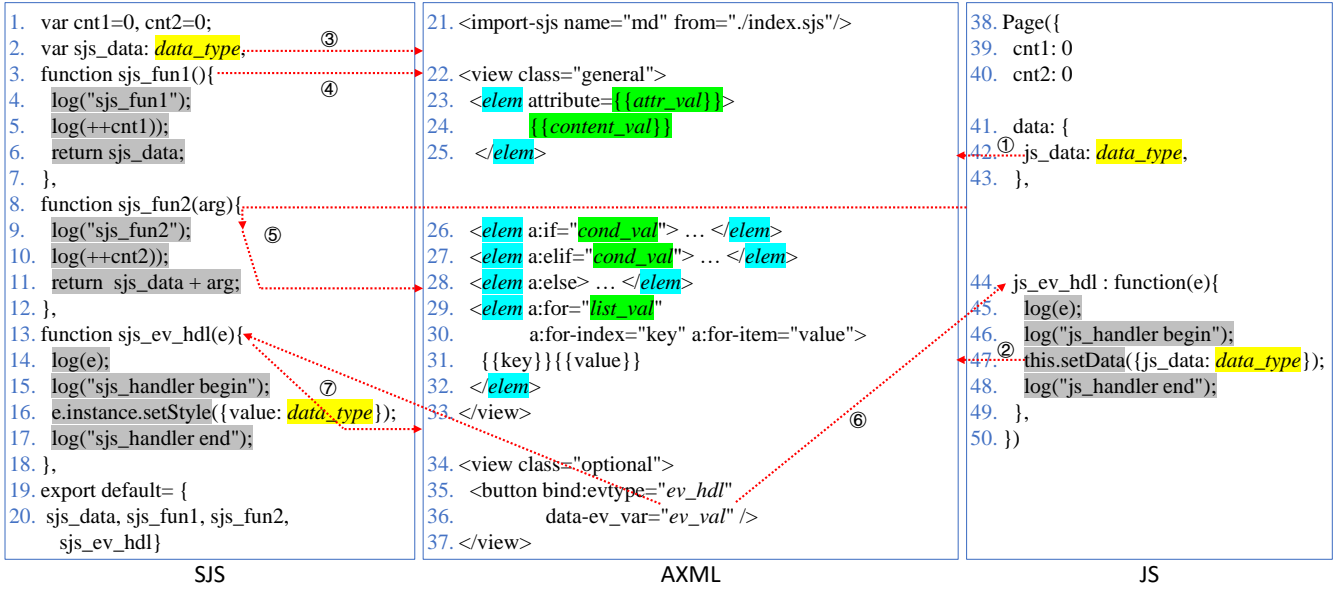 1. var cnt1=0, cnt2=0;
2. var sjs_data: data_type,
3. function sjs_fun1(){
4. log("sjs_fun1");
5. log(++cnt1));
6. return sjs_data;
7. },
8. function sjs_fun2(arg){
9. log("sjs_fun2");
10. log(++cnt2));
11. return sjs_data + arg;
12. },
13. function sjs_ev_hdl(e){
14. log(e);
15. log("sjs_handler begin");
16. e.instance.setStyle({value: data_type});
17. log("sjs_handler end");
18. },
19. export default= {
20. sjs_data, sjs_fun1, sjs_fun2,
sjs_ev_hdl}
SJS
③
④
⑤
⑦
21. <import-sjs name="md" from="./index.sjs"/>
22. <view class="general">
23. <elem attribute={{attr_val}}>
24. {{content_val}}
25. </elem>
26. <elem a:if="cond_val"> … </elem>
27. <elem a:elif="cond_val"> … </elem>
28. <elem a:else> … </elem>
29. <elem a:for="list_val"
30. a:for-index="key" a:for-item="value">
31. {{key}}{{value}}
32. </elem>
33. </view>
34. <view class="optional">
35. <button bind:evtype="ev_hdl"
36. data-ev_var="ev_val" />
37. </view>
AXML
⑥
38. Page({
39. cnt1: 0
40. cnt2: 0
41. data: {
42. js_data: data_type,
43. },
44. js_ev_hdl : function(e){
45. log(e);
46. log("js_handler begin");
47. this.setData({js_data: data_type});
48. log("js_handler end");
49. },
50. })
JS
①
②